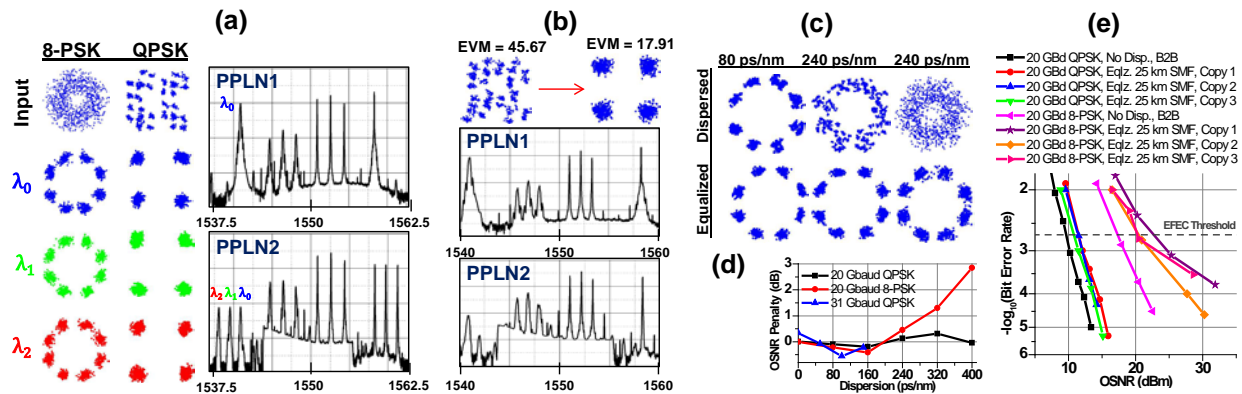 (a)
8-PSK QPSK
Input
λ0
λ1
λ2
PPLN1
λ0
1537.5 1550 1562.5
PPLN2
λ2 λ1 λ0
1537.5 1550 1562.5
(b)
EVM = 45.67 EVM = 17.91
PPLN1
1540 1550 1560
PPLN2
1540 1550 1560
(c)
80 ps/nm 240 ps/nm 240 ps/nm
Dispersed
Equalized
(d)
OSNR Penalty (dB)
3
2
1
0
20 Gbaud QPSK
20 Gbaud 8-PSK
31 Gbaud QPSK
0 80 160 240 320 400
Dispersion (ps/nm)
(e)
20 GBd QPSK, No Disp., B2B
20 GBd QPSK, Eqlz. 25 km SMF, Copy 1
20 GBd QPSK, Eqlz. 25 km SMF, Copy 2
20 GBd QPSK, Eqlz. 25 km SMF, Copy 3
20 GBd 8-PSK, No Disp., B2B
20 GBd 8-PSK, Eqlz. 25 km SMF, Copy 1
20 GBd 8-PSK, Eqlz. 25 km SMF, Copy 2
20 GBd 8-PSK, Eqlz. 25 km SMF, Copy 3
-log10(Bit Error Rate)
2
EFEC Threshold
3
4
5
6
10 20 30
OSNR (dBm)